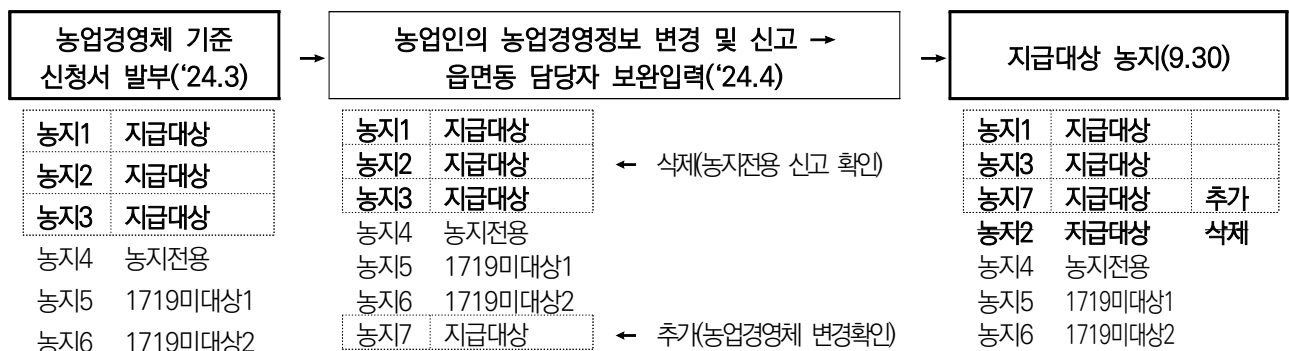 농업경영체 기준
신청서 발부(‘24.3)
→
농업인의 농업경영정보 변경 및 신고 →
읍면동 담당자 보완입력(‘24.4)
→
지급대상 농지(9.30)
농지1 지급대상
농지2 지급대상
농지3 지급대상
농지4 농지전용
농지5 1719미대상1
농지6 1719미대상2
농지1 지급대상
농지2 지급대상 ← 삭제(농지전용 신고 확인)
농지3 지급대상
농지4 농지전용
농지5 1719미대상1
농지6 1719미대상2
농지7 지급대상 ← 추가(농업경영체 변경확인)
농지1 지급대상
농지3 지급대상
농지7 지급대상 추가
농지2 지급대상 삭제
농지4 농지전용
농지5 1719미대상1
농지6 1719미대상2